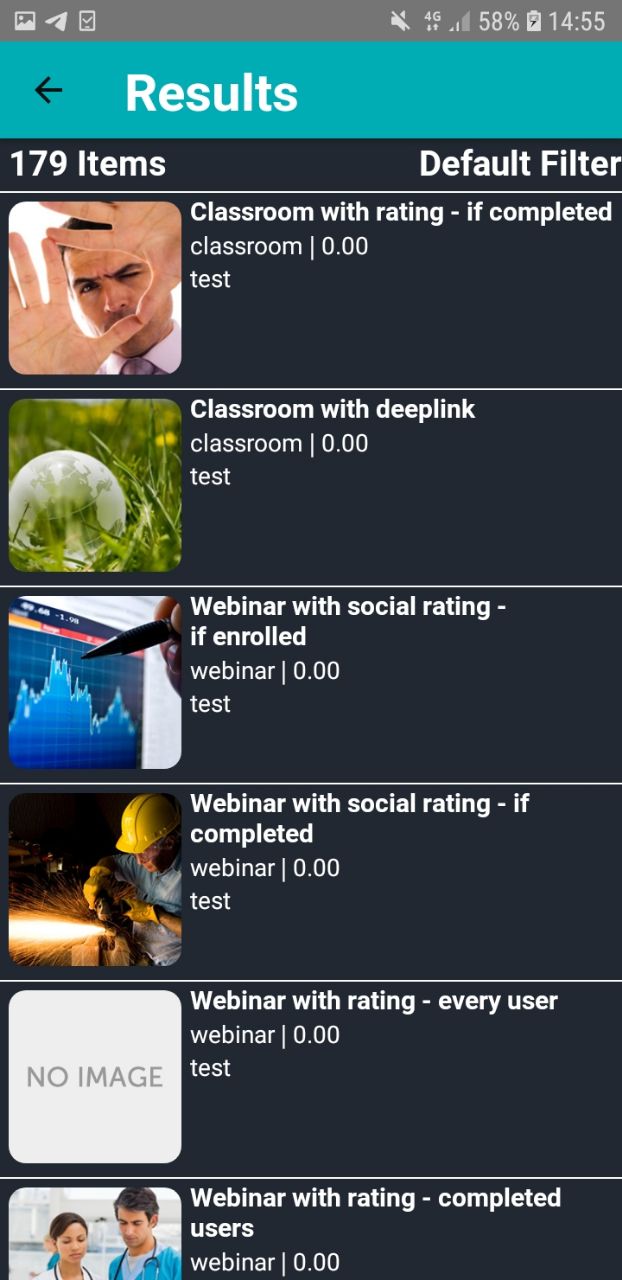 4G 58% 14:55
Results
179 Items Default Filter
Classroom with rating - if completed
classroom | 0.00
test
Classroom with deeplink
classroom | 0.00
test
-1.98
Webinar with social rating -
if enrolled
webinar | 0.00
test
Webinar with social rating - if
completed
webinar | 0.00
test
NO IMAGE
Webinar with rating - every user
webinar | 0.00
test
Webinar with rating - completed
users
webinar | 0.00